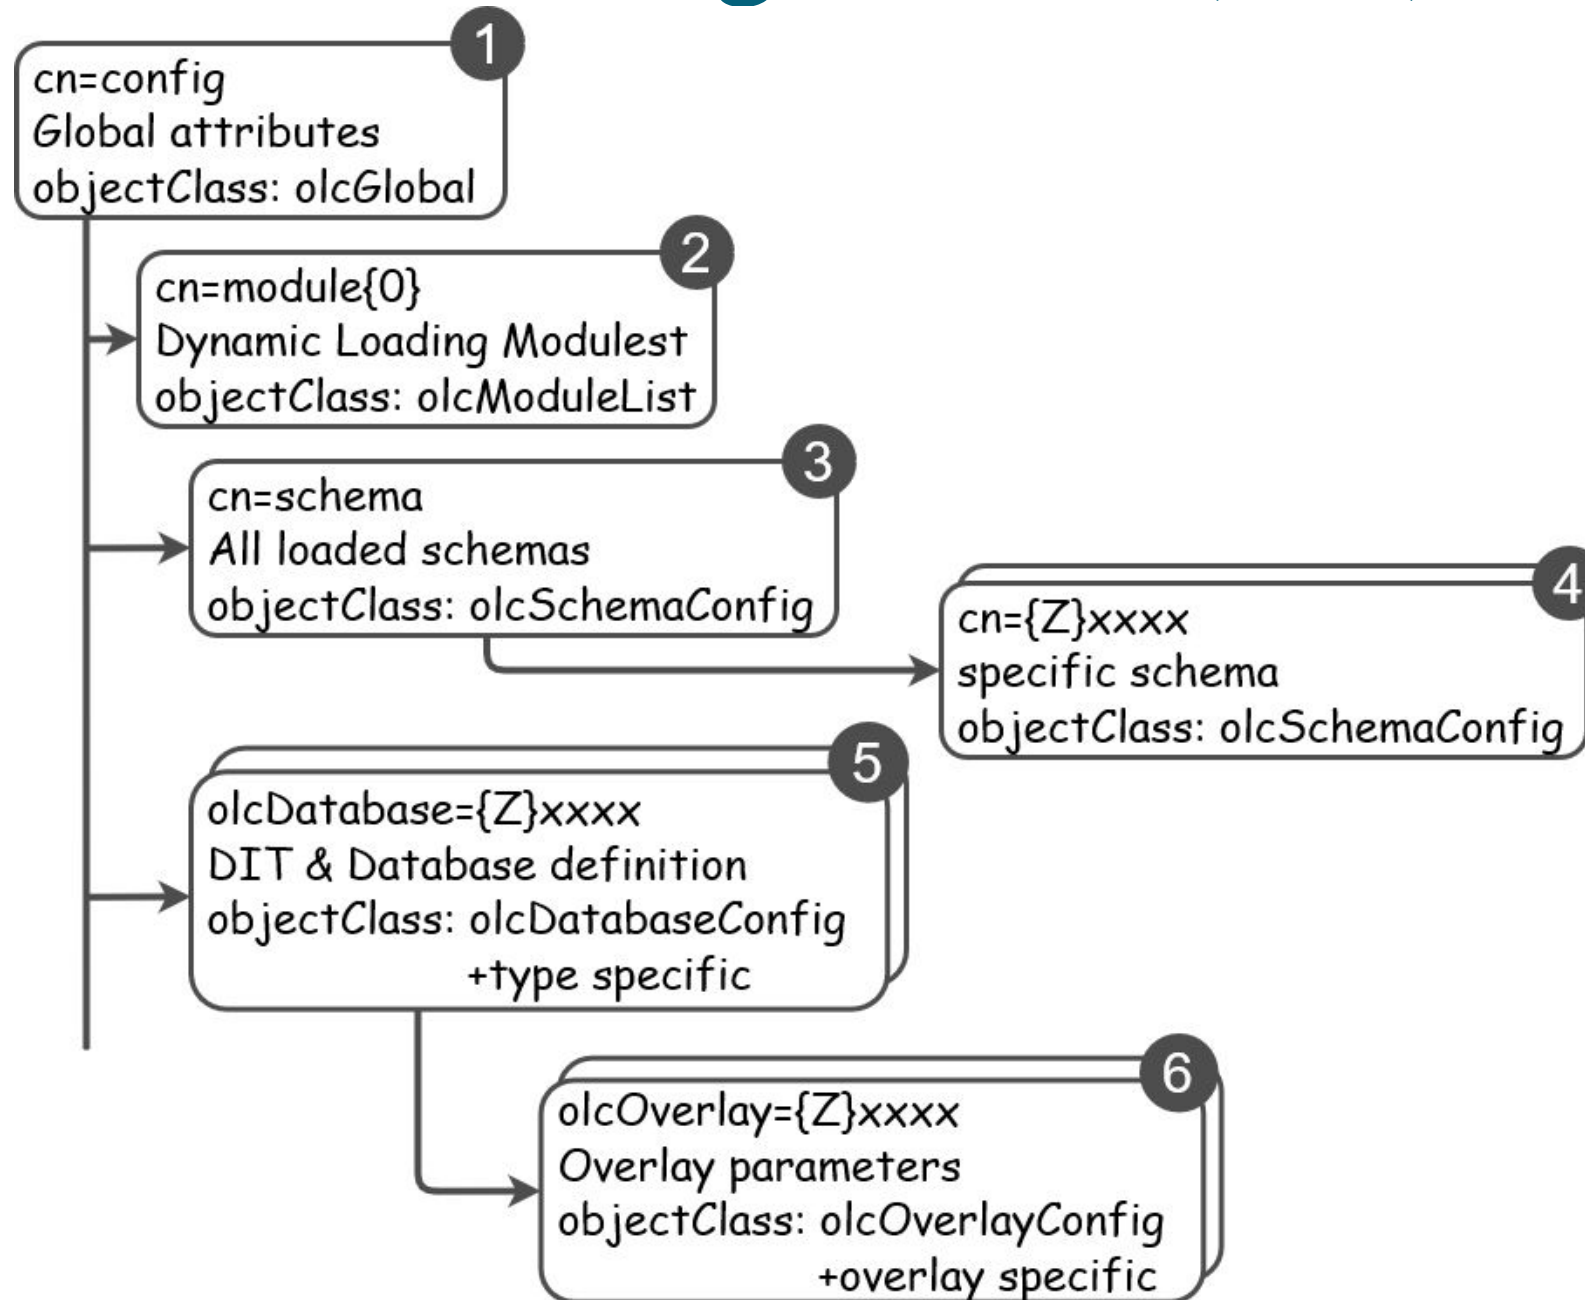 1
cn=config
Global attributes
objectClass: olcGlobal
2
cn=module{0}
Dynamic Loading Modulest
objectClass: olcModuleList
3
cn=schema
All loaded schemas
objectClass: olcSchemaConfig
4
cn={Z}xxxx
specific schema
objectClass: olcSchemaConfig
5
olcDatabase={Z}xxxx
DIT & Database definition
objectClass: olcDatabaseConfig
+type specific
6
olcOverlay={Z}xxxx
Overlay parameters
objectClass: olcOverlayConfig
+overlay specific